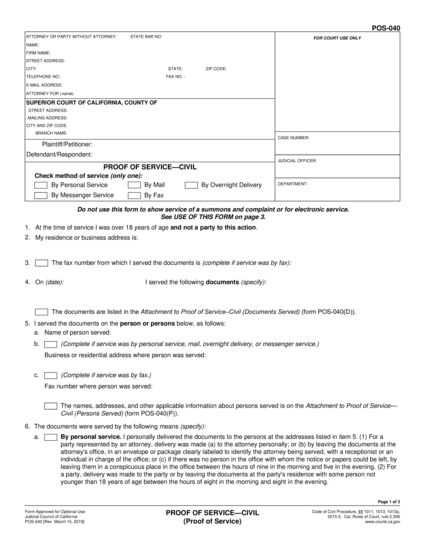 POS-040
ATTORNEY OR PARTY WITHOUT ATTORNEY: STATE BAR NO:
NAME:
FIRM NAME:
STREET ADDRESS:
CITY: STATE: ZIP CODE:
TELEPHONE NO.: FAX NO. :
E-MAIL ADDRESS:
ATTORNEY FOR (name):
FOR COURT USE ONLY
SUPERIOR COURT OF CALIFORNIA, COUNTY OF
STREET ADDRESS:
MAILING ADDRESS:
CITY AND ZIP CODE:
BRANCH NAME:
Plaintiff/Petitioner:
Defendant/Respondent:
CASE NUMBER:
JUDICIAL OFFICER:
DEPARTMENT:
PROOF OF SERVICE—CIVIL
Check method of service (only one):
By Personal Service By Mail By Overnight Delivery
By Messenger Service By Fax
Do not use this form to show service of a summons and complaint or for electronic service.
See USE OF THIS FORM on page 3.
1. At the time of service I was over 18 years of age and not a party to this action.
2. My residence or business address is:
3. The fax number from which I served the documents is (complete if service was by fax):
4. On (date): I served the following documents (specify):
The documents are listed in the Attachment to Proof of Service–Civil (Documents Served) (form POS-040(D)).
5. I served the documents on the person or persons below, as follows:
a. Name of person served:
b. (Complete if service was by personal service, mail, overnight delivery, or messenger service.)
Business or residential address where person was served:
c. (Complete if service was by fax.)
Fax number where person was served:
The names, addresses, and other applicable information about persons served is on the Attachment to Proof of Service—
Civil (Persons Served) (form POS-040(P)).
6. The documents were served by the following means (specify):
a. By personal service. I personally delivered the documents to the persons at the addresses listed in item 5. (1) For a
party represented by an attorney, delivery was made (a) to the attorney personally; or (b) by leaving the documents at the
attorney's office, in an envelope or package clearly labeled to identify the attorney being served, with a receptionist or an
individual in charge of the office; or (c) if there was no person in the office with whom the notice or papers could be left, by
leaving them in a conspicuous place in the office between the hours of nine in the morning and five in the evening. (2) For
a party, delivery was made to the party or by leaving the documents at the party's residence with some person not
younger than 18 years of age between the hours of eight in the morning and eight in the evening.
Page 1 of 3
Form Approved for Optional Use
Judicial Council of California
POS-040 [Rev. March 15, 2019]
PROOF OF SERVICE—CIVIL
(Proof of Service)
Code of Civil Procedure, §§ 1011, 1013, 1013a,
2015.5; Cal. Rules of Court, rule 2.306
www.courts.ca.gov